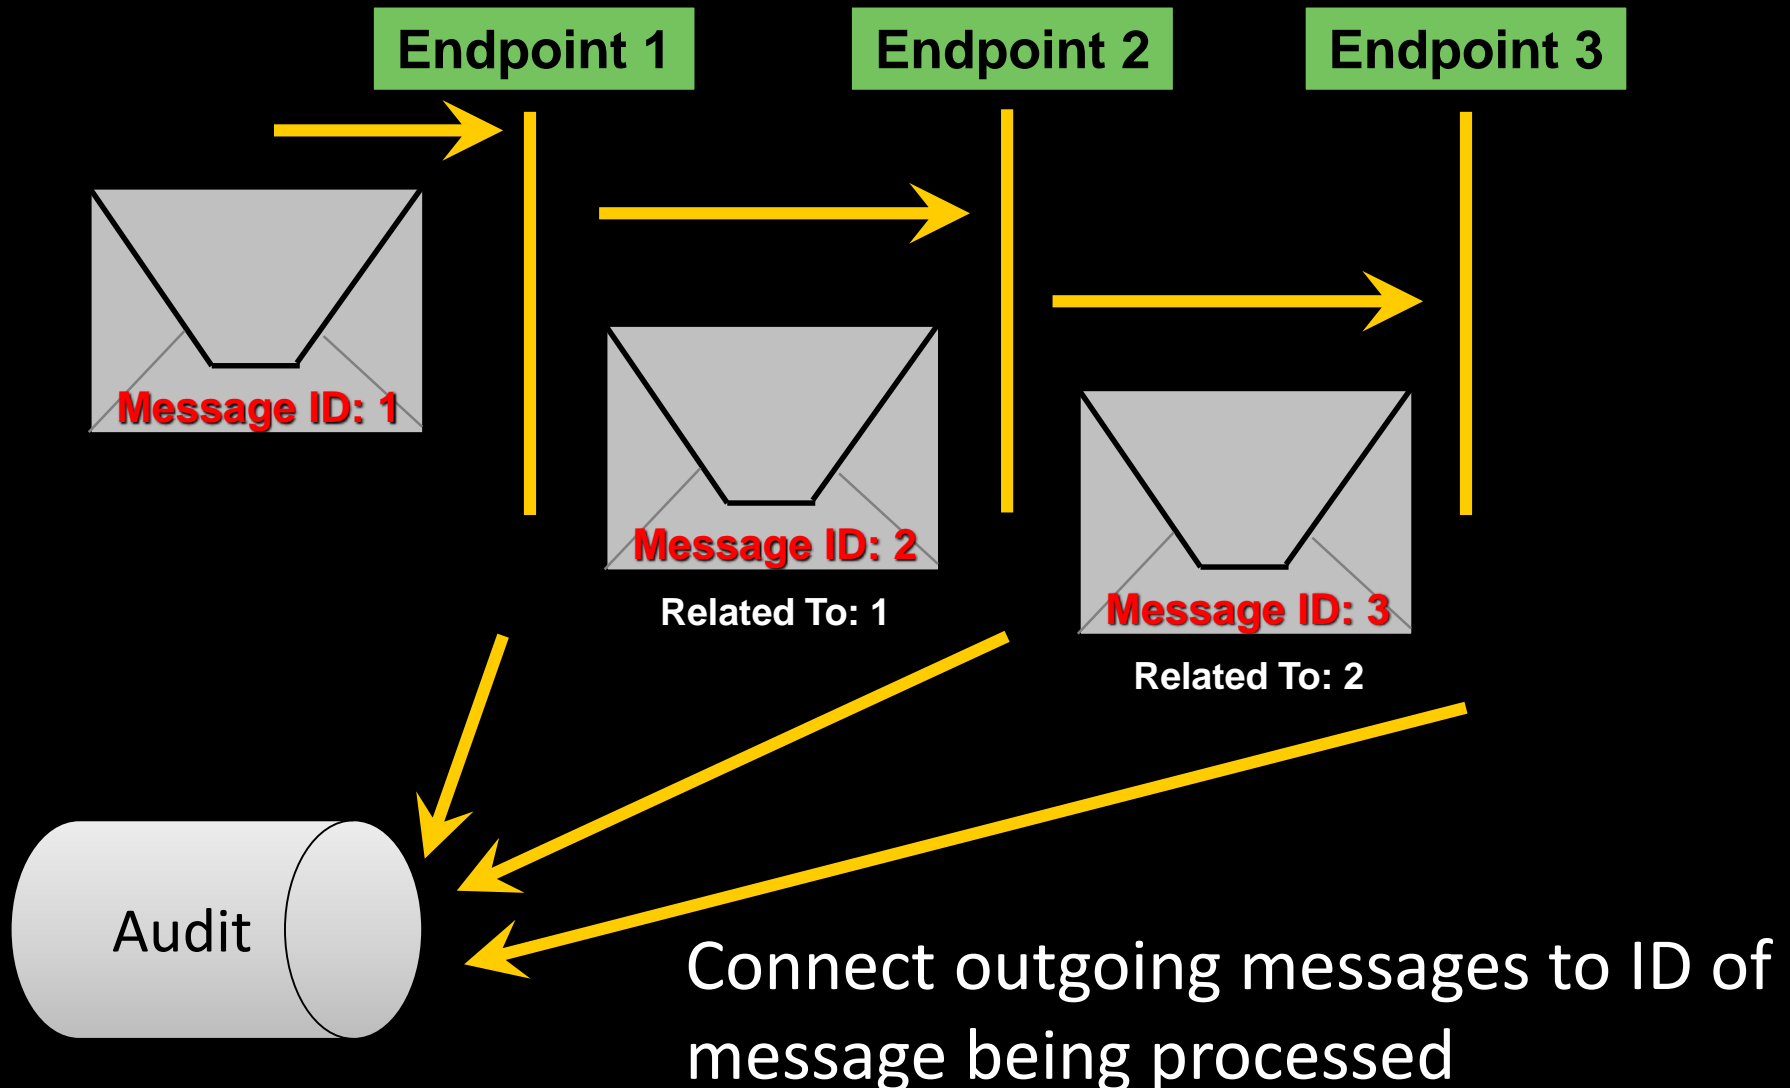 Endpoint 1
Endpoint 2
Endpoint 3
Message ID: 1
Message ID: 2
Related To: 1
Message ID: 3
Related To: 2
Audit
Connect outgoing messages to ID of
message being processed